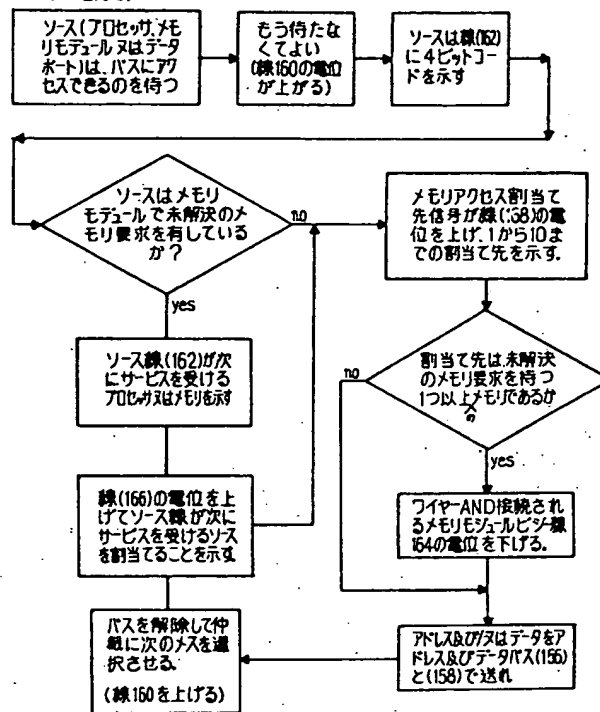 ソース(プロセッサ、メモ
リモデュール又はデータ
ポート)は、バスにア
クセスできるのを待つ
もう待たな
くてよい
(線160の電位
が上がる)
ソースは線(162)
に4ビットコー
ドを示す
ソースはメモリ
モデュールで未解決のメ
モリ要求を有している
か?
no
yes
メモリアクセス割当て
先信号が線(168)の電
位を上げ、1から10ま
での割当て先を示す.
ソース線(162)が次
にサービスを受ける
プロセッサ又はメモリを示す
割当て先は、未解決
のメモリ要求を持つ
1つ以上メモリであるか
の
no
yes
線(166)の電位を上
げてソース線が次に
サービスを受けるソース
を割当てることを示す.
ワイヤーAND接続され
るメモリモジュールビジー線
164の電位を下げる.
バスを解除して仲
裁に次のメスを選
択させる.
(線160を上げる)
アドレス及び/又はデータをア
ドレス及びデータバス(156)
と(158)で送れ